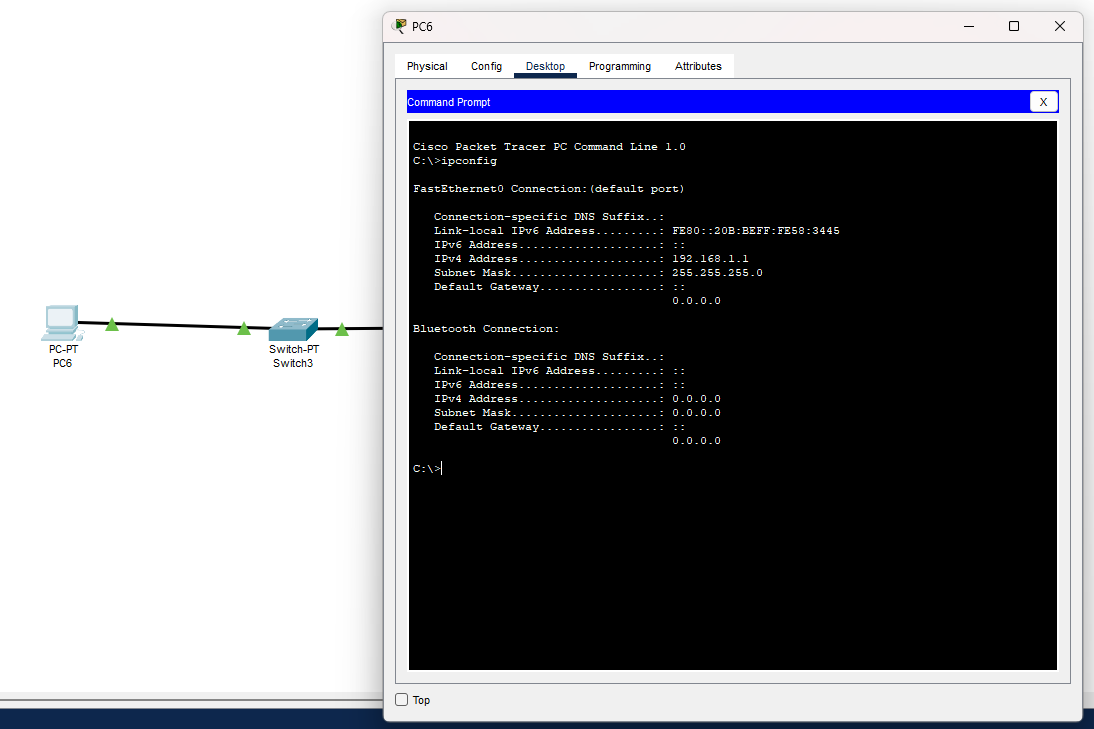 PC6
Physical Config Desktop Programming Attributes
Command Prompt
X
Cisco Packet Tracer PC Command Line 1.0
C:\>ipconfig
FastEthernet0 Connection:(default port)
Connection-specific DNS Suffix..:
Link-local IPv6 Address.........: FE80::20B:BEFF:FE58:3445
IPv6 Address....................: ::
IPv4 Address....................: 192.168.1.1
Subnet Mask.....................: 255.255.255.0
Default Gateway.................: ::
0.0.0.0
Bluetooth Connection:
Connection-specific DNS Suffix..:
Link-local IPv6 Address.........: ::
IPv6 Address....................: ::
IPv4 Address....................: 0.0.0.0
Subnet Mask.....................: 0.0.0.0
Default Gateway.................: ::
0.0.0.0
C:\>
Top
PC-PT
PC6
Switch-PT
Switch3